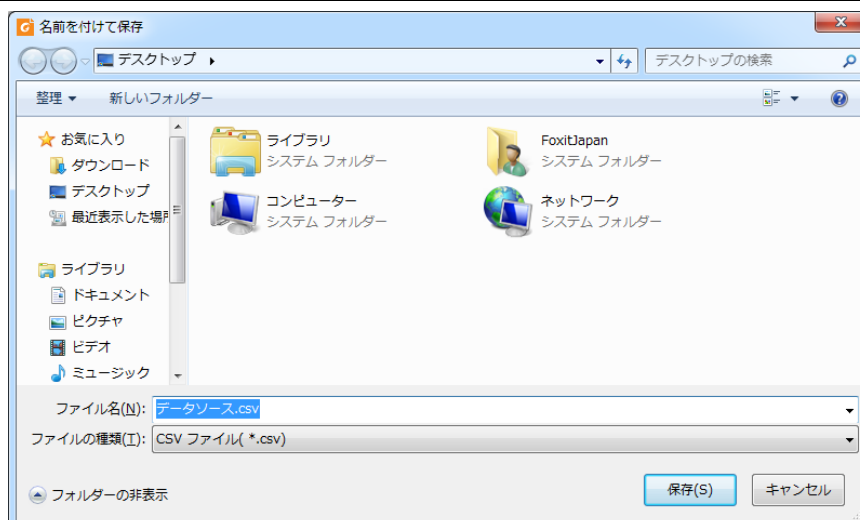 名前を付けて保存
デスクトップ
デスクトップの検索
整理
新しいフォルダー
お気に入り
ダウンロード
デスクトップ
最近表示した場所
ライブラリ
ドキュメント
ピクチャ
ビデオ
ミュージック
ライブラリ
システム フォルダー
FoxitJapan
システム フォルダー
コンピューター
システム フォルダー
ネットワーク
システム フォルダー
ファイル名(N): データソース.csv
ファイルの種類(T): CSV ファイル( *.csv)
フォルダーの非表示
保存(S)
キャンセル